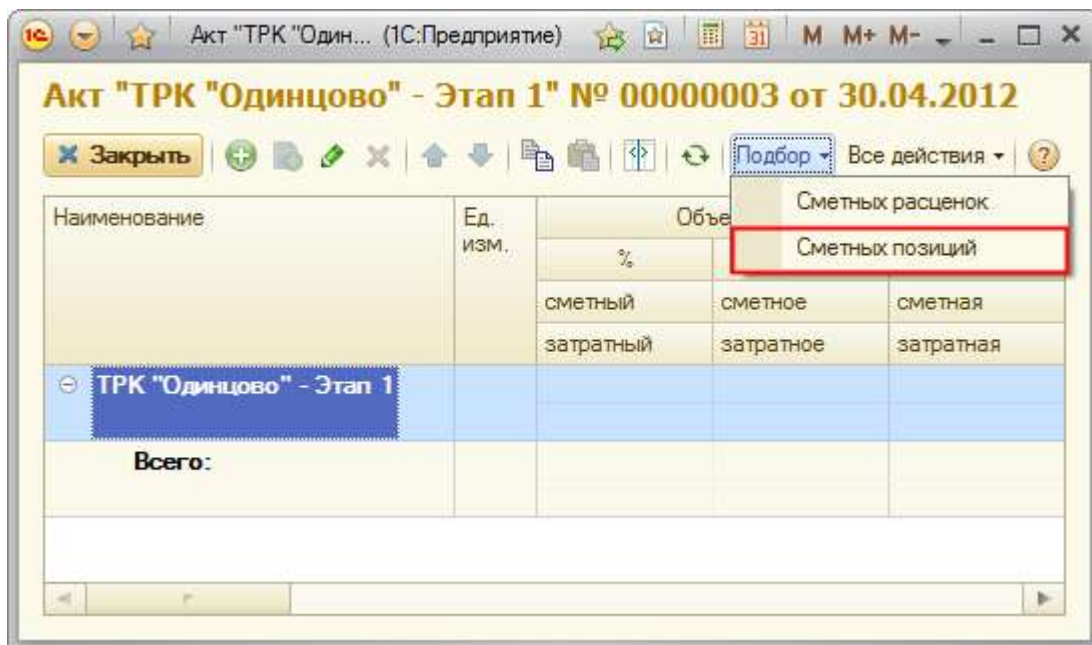 Акт "ТРК "Один... (1С:Предприятие) 31 M M+ M-
Акт "ТРК "Одинцово" - Этап 1" № 00000003 от 30.04.2012
Закрыть Подбор Все действия ?
Сметных расценок
Сметных позиций
Наименование Ед. изм. Объе
%
сметный сметное сметная
затратный затратное затратная
ТРК "Одинцово" - Этап 1
Всего: